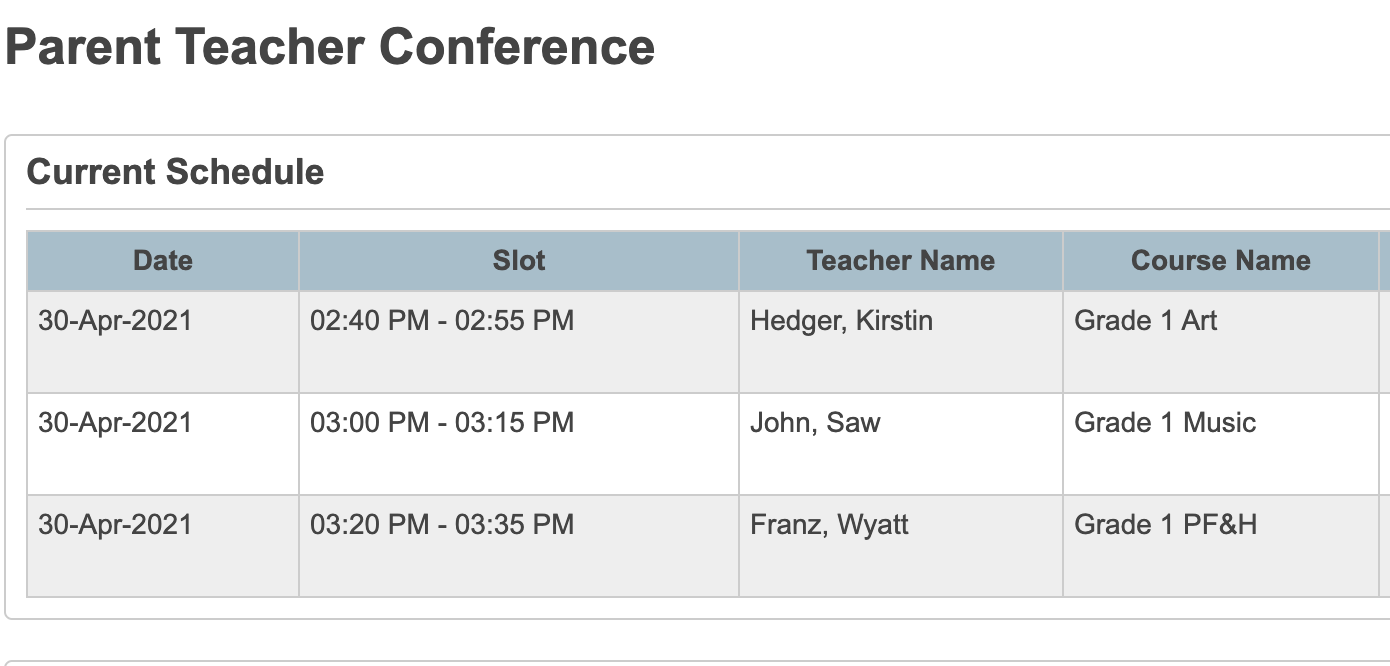 Parent Teacher Conference
Current Schedule
Date Slot Teacher Name Course Name
30-Apr-2021 02:40 PM - 02:55 PM Hedger, Kirstin Grade 1 Art
30-Apr-2021 03:00 PM - 03:15 PM John, Saw Grade 1 Music
30-Apr-2021 03:20 PM - 03:35 PM Franz, Wyatt Grade 1 PF&H